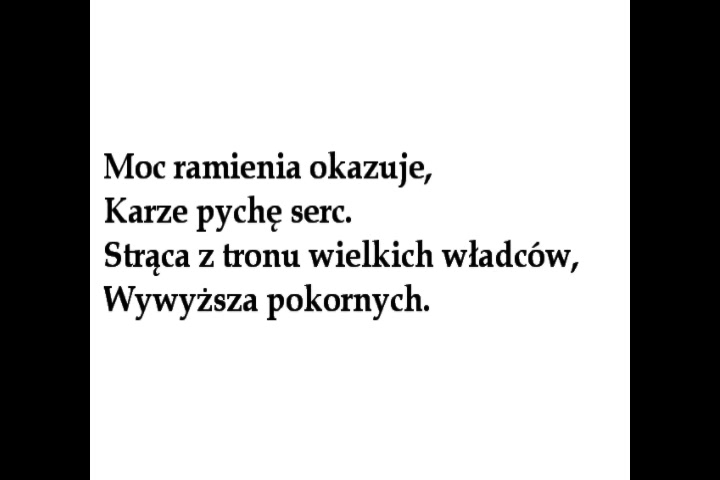 Moc ramienia okazuje,
Karze pychę serc.
Strąca z tronu wielkich władców,
Wywyższa pokornych.